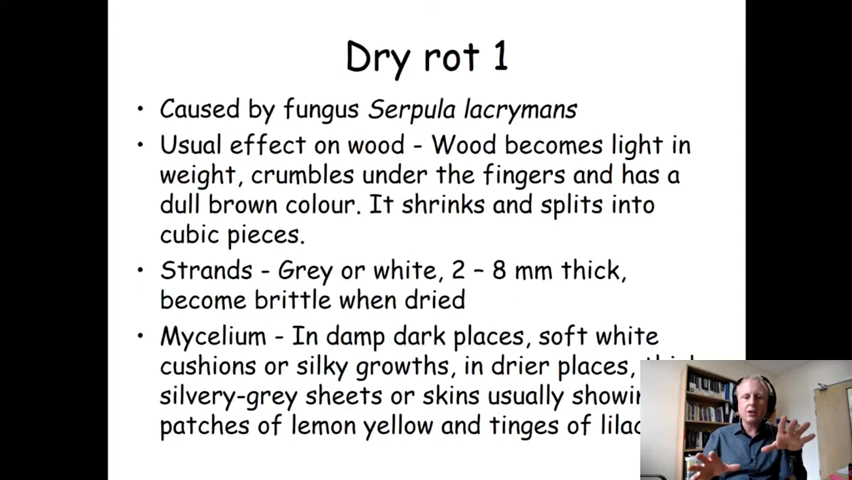 Dry rot 1
• Caused by fungus Serpula lacrymans
• Usual effect on wood - Wood becomes light in
weight, crumbles under the fingers and has a
dull brown colour. It shrinks and splits into
cubic pieces.
• Strands - Grey or white, 2 – 8 mm thick,
become brittle when dried
• Mycelium - In damp dark places, soft white
cushions or silky growths, in drier places,
silvery-grey sheets or skins usually
patches of lemon yellow and tinges of